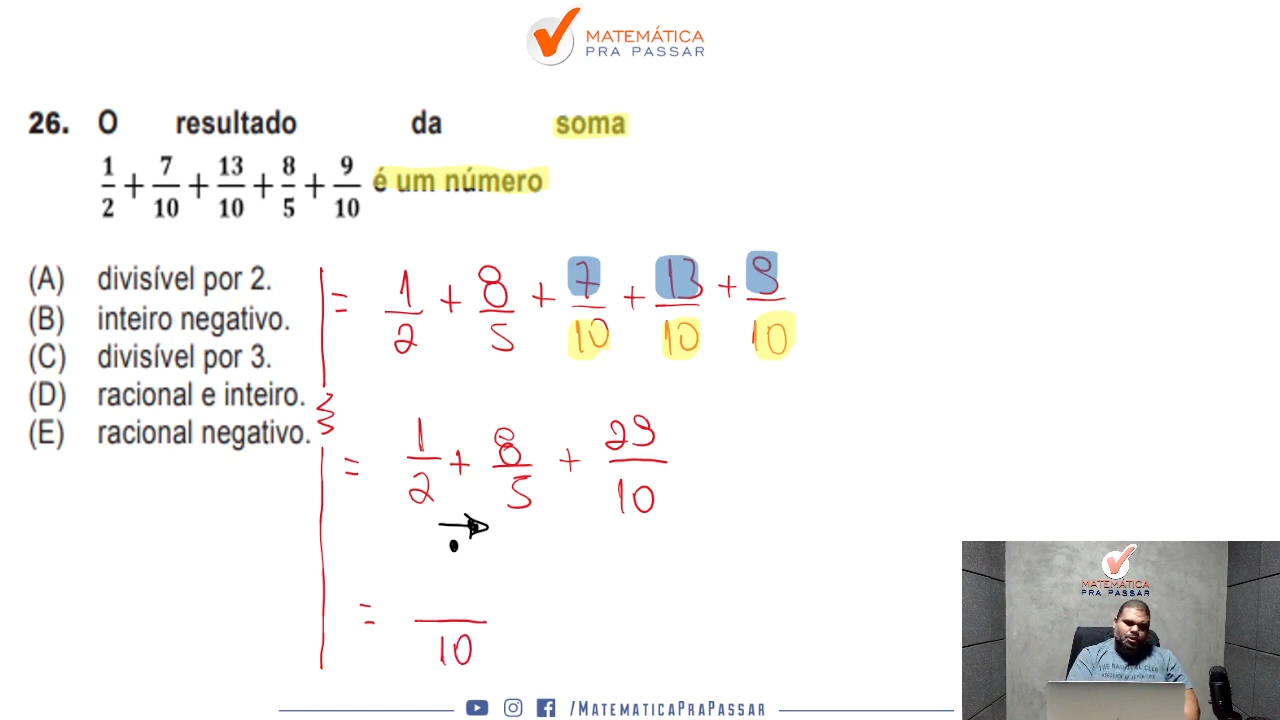 MATEMÁTICA
PRA PASSAR
26. O resultado da soma
1/2 + 7/10 + 13/10 + 8/5 + 9/10 é um número
(A) divisível por 2.
(B) inteiro negativo.
(C) divisível por 3.
(D) racional e inteiro.
(E) racional negativo.
= 1/2 + 8/5 + 7/10 + 13/10 + 9/10
= 1/2 + 8/5 + 29/10
= /10
MATEMÁTICA
PRA PASSAR
/MATEMATICAPRAPASSAR